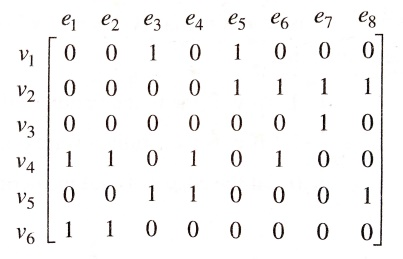 e1 e2 e3 e4 e5 e6 e7 e8
v1 0 0 1 0 1 0 0 0
v2 0 0 0 0 1 1 1 1
v3 0 0 0 0 0 0 1 0
v4 1 1 0 1 0 1 0 0
v5 0 0 1 1 0 0 0 1
v6 1 1 0 0 0 0 0 0